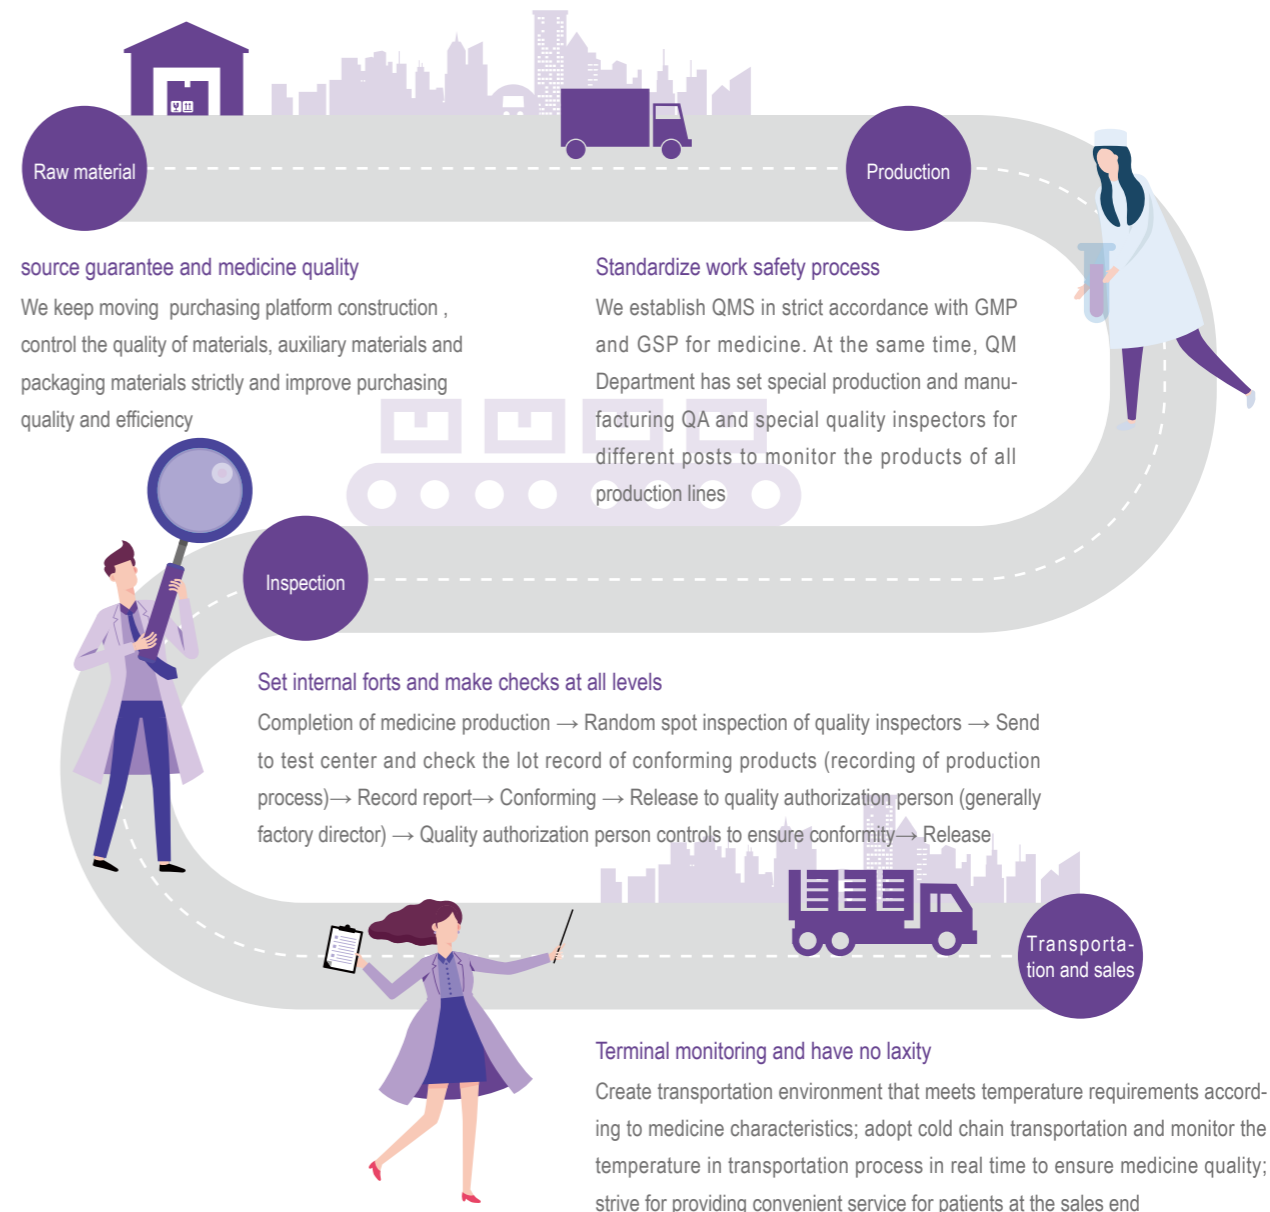 Raw material
Production
source guarantee and medicine quality
We keep moving purchasing platform construction ,
control the quality of materials, auxiliary materials and
packaging materials strictly and improve purchasing
quality and efficiency
Standardize work safety process
We establish QMS in strict accordance with GMP
and GSP for medicine. At the same time, QM
Department has set special production and manu-
facturing QA and special quality inspectors for
different posts to monitor the products of all
production lines
Inspection
Set internal forts and make checks at all levels
Completion of medicine production → Random spot inspection of quality inspectors → Send
to test center and check the lot record of conforming products (recording of production
process)→ Record report→ Conforming → Release to quality authorization person (generally
factory director) → Quality authorization person controls to ensure conformity→ Release
Transporta-
tion and sales
Terminal monitoring and have no laxity
Create transportation environment that meets temperature requirements accord-
ing to medicine characteristics; adopt cold chain transportation and monitor the
temperature in transportation process in real time to ensure medicine quality;
strive for providing convenient service for patients at the sales end